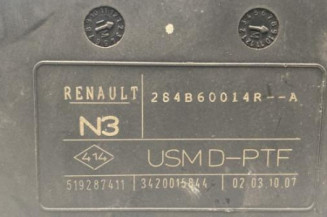 RENAULT 284B60014R--A
N3
414 USM D-PTF
519287411 3420015844 02 03.10.07